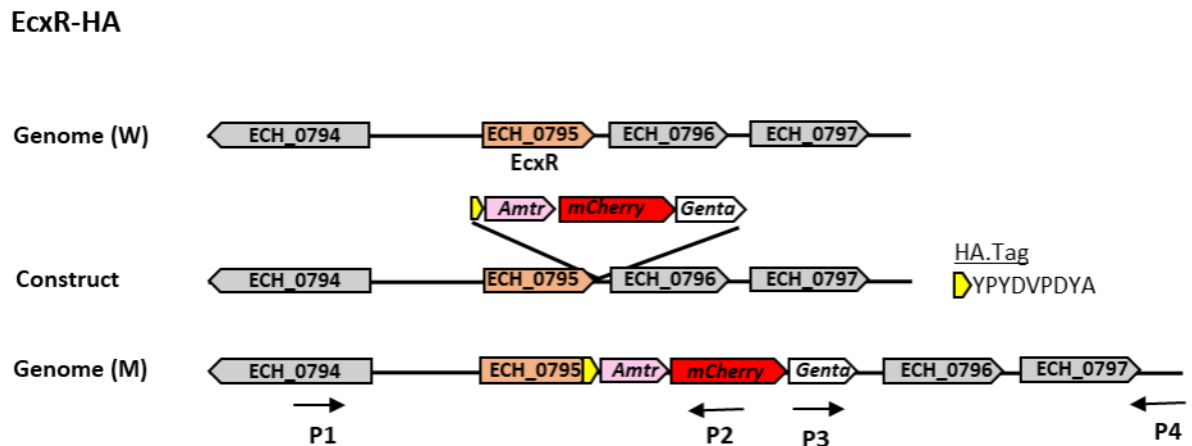 EcxR-HA
Genome (W) ECH_0794 ECH_0795 ECH_0796 ECH_0797
EcxR
Amtr mCherry Genta
HA.Tag
Construct ECH_0794 ECH_0795 ECH_0796 ECH_0797 YPYDVPDYA
Genome (M) ECH_0794 ECH_0795 Amtr mCherry Genta ECH_0796 ECH_0797
P1 P2 P3 P4